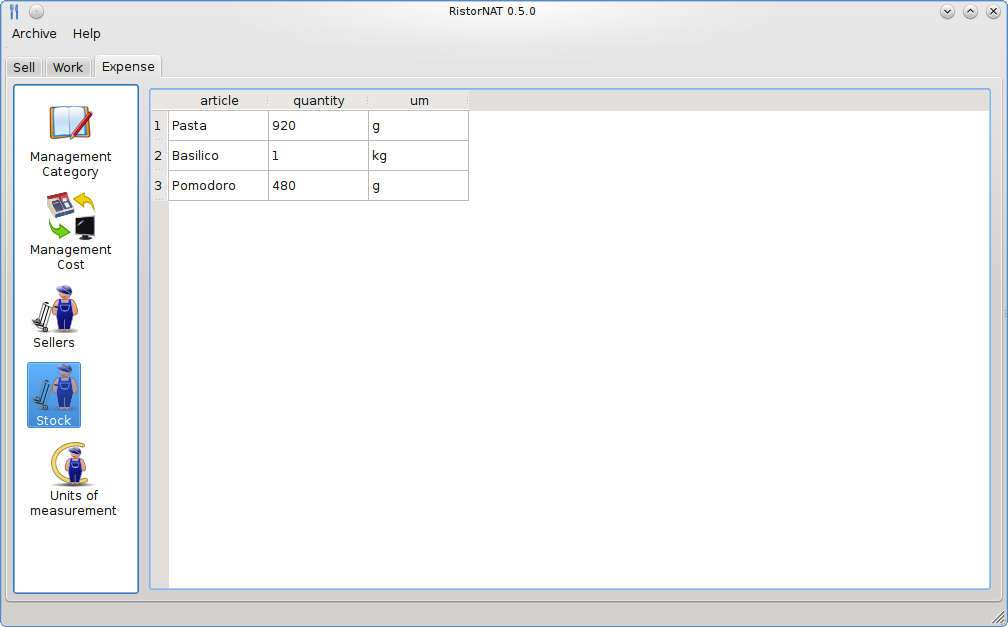 RistorNAT 0.5.0
Archive Help
Sell Work Expense
Management
Category
Management
Cost
Sellers
Stock
Units of
measurement
article quantity um
1 Pasta 920 g
2 Basilico 1 kg
3 Pomodoro 480 g